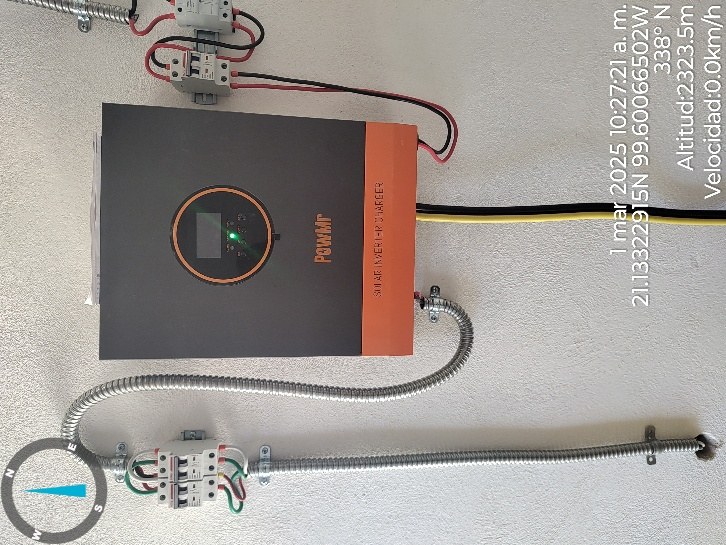 1 mar 2025 10:27:21 a. m.
21.13322915N 99.60066502W
338° N
Altitud:2323.5m
Velocidad:0.0km/h
POWMr
SOLAR INVERTER CHARGER
N
E
S
W